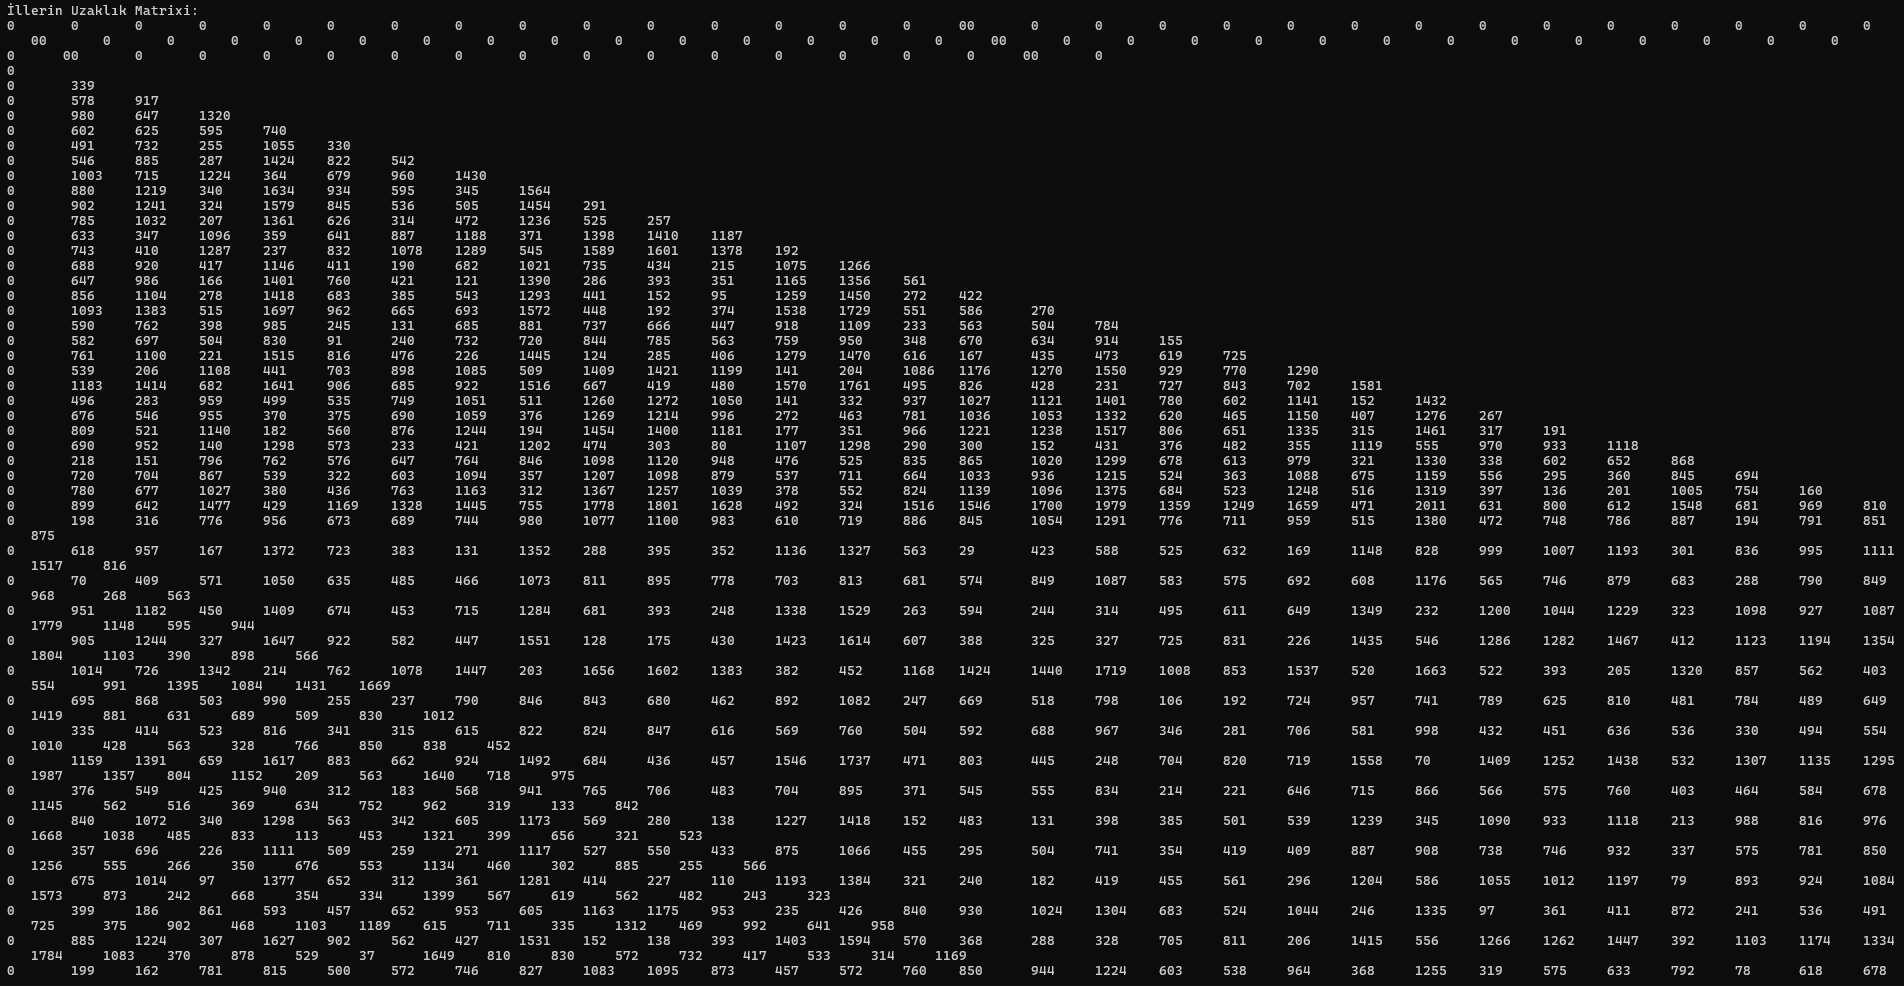 İllerin Uzaklık Matrixi:
0 0 0 0 0 0 0 0 0 0 0 0 0 0 0 00 0 0 0 0 0 0 0 0 0 0 0 0 0 0
00 0 0 0 0 0 0 0 0 0 0 0 0 0 0 00 0 0 0 0 0 0 0 0 0 0 0 0 0
0 00 0 0 0 0 0 0 0 0 0 0 0 0 0 0 00 0
0
0 339
0 578 917
0 980 647 1320
0 602 625 595 740
0 491 732 255 1055 330
0 546 885 287 1424 822 542
0 1003 715 1224 364 679 960 1430
0 880 1219 340 1634 934 595 345 1564
0 902 1241 324 1579 845 536 505 1454 291
0 785 1032 207 1361 626 314 472 1236 525 257
0 633 347 1096 359 641 887 1188 371 1398 1410 1187
0 743 410 1287 237 832 1078 1289 545 1589 1601 1378 192
0 688 920 417 1146 411 190 682 1021 735 434 215 1075 1266
0 647 986 166 1401 760 421 121 1390 286 393 351 1165 1356 561
0 856 1104 278 1418 683 385 543 1293 441 152 95 1259 1450 272 422
0 1093 1383 515 1697 962 665 693 1572 448 192 374 1538 1729 551 586 270
0 590 762 398 985 245 131 685 881 737 666 447 918 1109 233 563 504 784
0 582 697 504 830 91 240 732 720 844 785 563 759 950 348 670 634 914 155
0 761 1100 221 1515 816 476 226 1445 124 285 406 1279 1470 616 167 435 473 619 725
0 539 206 1108 441 703 898 1085 509 1409 1421 1199 141 204 1086 1176 1270 1550 929 770 1290
0 1183 1414 682 1641 906 685 922 1516 667 419 480 1570 1761 495 826 428 231 727 843 702 1581
0 496 283 959 499 535 749 1051 511 1260 1272 1050 141 332 937 1027 1121 1401 780 602 1141 152 1432
0 676 546 955 370 375 690 1059 376 1269 1214 996 272 463 781 1036 1053 1332 620 465 1150 407 1276 267
0 809 521 1140 182 560 876 1244 194 1454 1400 1181 177 351 966 1221 1238 1517 806 651 1335 315 1461 317 191
0 690 952 140 1298 573 233 421 1202 474 303 80 1107 1298 290 300 152 431 376 482 355 1119 555 970 933 1118
0 218 151 796 762 576 647 764 846 1098 1120 948 476 525 835 865 1020 1299 678 613 979 321 1330 338 602 652 868
0 720 704 867 539 322 603 1094 357 1207 1098 879 537 711 664 1033 936 1215 524 363 1088 675 1159 556 295 360 845 694
0 780 677 1027 380 436 763 1163 312 1367 1257 1039 378 552 824 1139 1096 1375 684 523 1248 516 1319 397 136 201 1005 754 160
0 899 642 1477 429 1169 1328 1445 755 1778 1801 1628 492 324 1516 1546 1700 1979 1359 1249 1659 471 2011 631 800 612 1548 681 969 810
0 198 316 776 956 673 689 744 980 1077 1100 983 610 719 886 845 1054 1291 776 711 959 515 1380 472 748 786 887 194 791 851
875
0 618 957 167 1372 723 383 131 1352 288 395 352 1136 1327 563 29 423 588 525 632 169 1148 828 999 1007 1193 301 836 995 1111
1517 816
0 70 409 571 1050 635 485 466 1073 811 895 778 703 813 681 574 849 1087 583 575 692 608 1176 565 746 879 683 288 790 849
968 268 563
0 951 1182 450 1409 674 453 715 1284 681 393 248 1338 1529 263 594 244 314 495 611 649 1349 232 1200 1044 1229 323 1098 927 1087
1779 1148 595 944
0 905 1244 327 1647 922 582 447 1551 128 175 430 1423 1614 607 388 325 327 725 831 226 1435 546 1286 1282 1467 412 1123 1194 1354
1804 1103 390 898 566
0 1014 726 1342 214 762 1078 1447 203 1656 1602 1383 382 452 1168 1424 1440 1719 1008 853 1537 520 1663 522 393 205 1320 857 562 403
554 991 1395 1084 1431 1669
0 695 868 503 990 255 237 790 846 843 680 462 892 1082 247 669 518 798 106 192 724 957 741 789 625 810 481 784 489 649
1419 881 631 689 509 830 1012
0 335 414 523 816 341 315 615 822 824 847 616 569 760 504 592 688 967 346 281 706 581 998 432 451 636 536 330 494 554
1010 428 563 328 766 850 838 452
0 1159 1391 659 1617 883 662 924 1492 684 436 457 1546 1737 471 803 445 248 704 820 719 1558 70 1409 1252 1438 532 1307 1135 1295
1987 1357 804 1152 209 563 1640 718 975
0 376 549 425 940 312 183 568 941 765 706 483 704 895 371 545 555 834 214 221 646 715 866 566 575 760 403 464 584 678
1145 562 516 369 634 752 962 319 133 842
0 840 1072 340 1298 563 342 605 1173 569 280 138 1227 1418 152 483 131 398 385 501 539 1239 345 1090 933 1118 213 988 816 976
1668 1038 485 833 113 453 1321 399 656 321 523
0 357 696 226 1111 509 259 271 1117 527 550 433 875 1066 455 295 504 741 354 419 409 887 908 738 746 932 337 575 781 850
1256 555 266 350 676 553 1134 460 302 885 255 566
0 675 1014 97 1377 652 312 361 1281 414 227 110 1193 1384 321 240 182 419 455 561 296 1204 586 1055 1012 1197 79 893 924 1084
1573 873 242 668 354 334 1399 567 619 562 482 243 323
0 399 186 861 593 457 652 953 605 1163 1175 953 235 426 840 930 1024 1304 683 524 1044 246 1335 97 361 411 872 241 536 491
725 375 902 468 1103 1189 615 711 335 1312 469 992 641 958
0 885 1224 307 1627 902 562 427 1531 152 138 393 1403 1594 570 368 288 328 705 811 206 1415 556 1266 1262 1447 392 1103 1174 1334
1784 1083 370 878 529 37 1649 810 830 572 732 417 533 314 1169
0 199 162 781 815 500 572 746 827 1083 1095 873 457 572 760 850 944 1224 603 538 964 368 1255 319 575 633 792 78 618 678